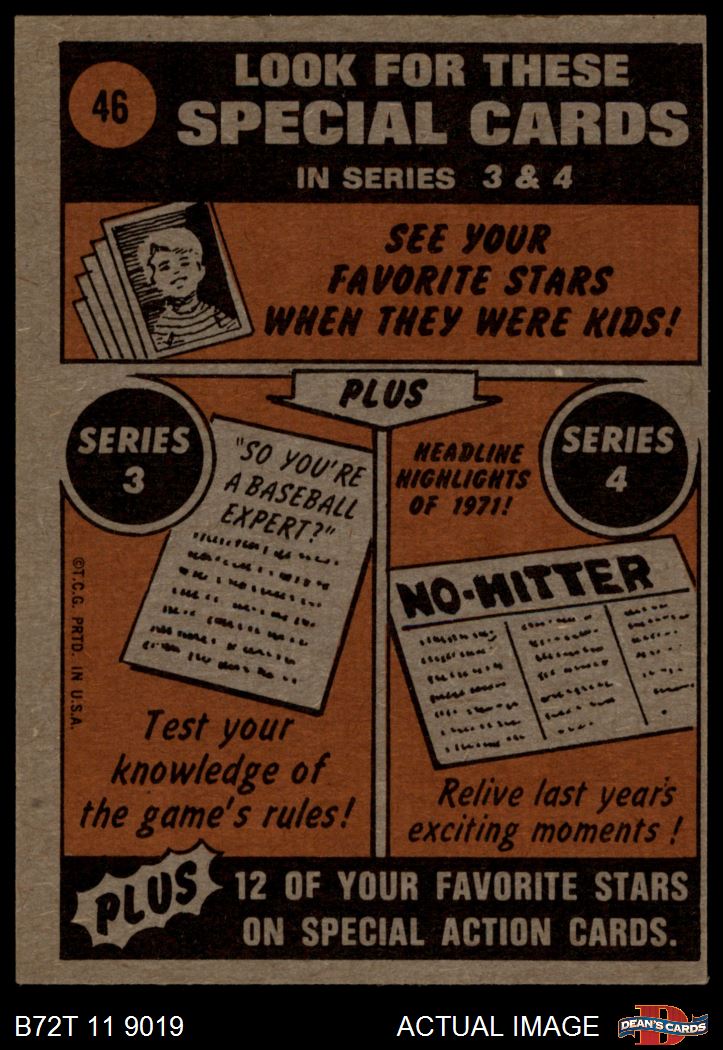 46
LOOK FOR THESE
SPECIAL CARDS
IN SERIES 3 & 4
SEE YOUR
FAVORITE STARS
WHEN THEY WERE KIDS!
PLUS
SERIES
3
"SO YOU'RE
A BASEBALL
EXPERT?"
Test your
knowledge of
the game's rules!
HEADLINE
HIGHLIGHTS
OF 1971!
SERIES
4
NO-HITTER
Relive last year's
exciting moments!
©T.C.G. PRTD. IN U.S.A.
PLUS
12 OF YOUR FAVORITE STARS
ON SPECIAL ACTION CARDS.
B72T 11 9019
ACTUAL IMAGE
D
DEAN'S CARDS